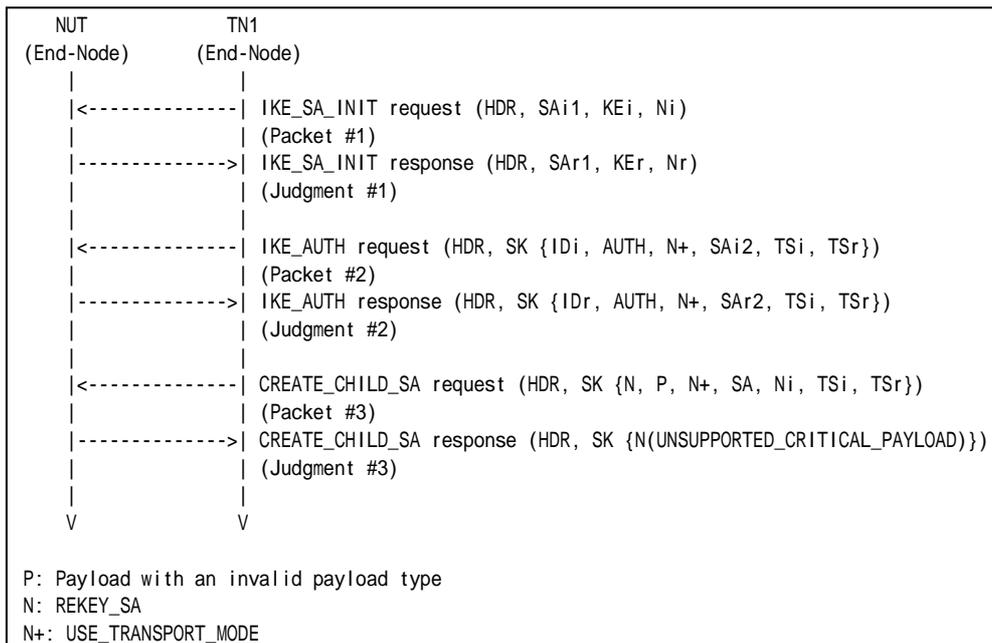 NUT TN1
(End-Node) (End-Node)
| |
|<--------------| IKE_SA_INIT request (HDR, SAi1, KEi, Ni)
| | (Packet #1)
|-------------->| IKE_SA_INIT response (HDR, SAr1, KEr, Nr)
| | (Judgment #1)
| |
|<--------------| IKE_AUTH request (HDR, SK {IDi, AUTH, N+, SAi2, TSi, TSr})
| | (Packet #2)
|-------------->| IKE_AUTH response (HDR, SK {IDr, AUTH, N+, SAr2, TSi, TSr})
| | (Judgment #2)
| |
|<--------------| CREATE_CHILD_SA request (HDR, SK {N, P, N+, SA, Ni, TSi, TSr})
| | (Packet #3)
|-------------->| CREATE_CHILD_SA response (HDR, SK {N(UNSUPPORTED_CRITICAL_PAYLOAD)})
| | (Judgment #3)
| |
V V
P: Payload with an invalid payload type
N: REKEY_SA
N+: USE_TRANSPORT_MODE